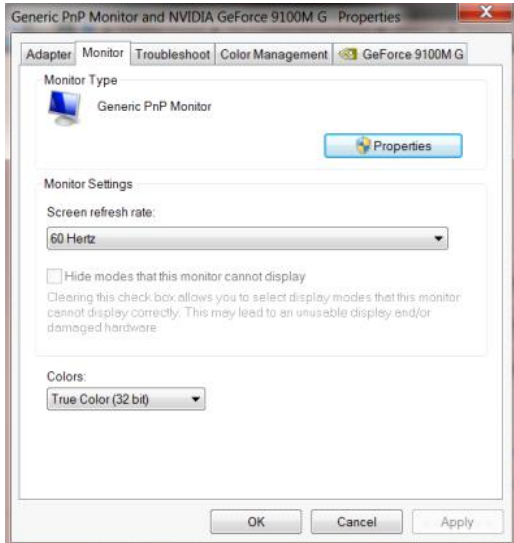 Generic PnP Monitor and NVIDIA GeForce 9100M G Properties
X
Adapter Monitor Troubleshoot Color Management GeForce 9100M G
Monitor Type
Generic PnP Monitor
Properties
Monitor Settings
Screen refresh rate:
60 Hertz
Hide modes that this monitor cannot display
Clearing this check box allows you to select display modes that this monitor
cannot display correctly. This may lead to an unusable display and/or
damaged hardware
Colors:
True Color (32 bit)
OK Cancel Apply